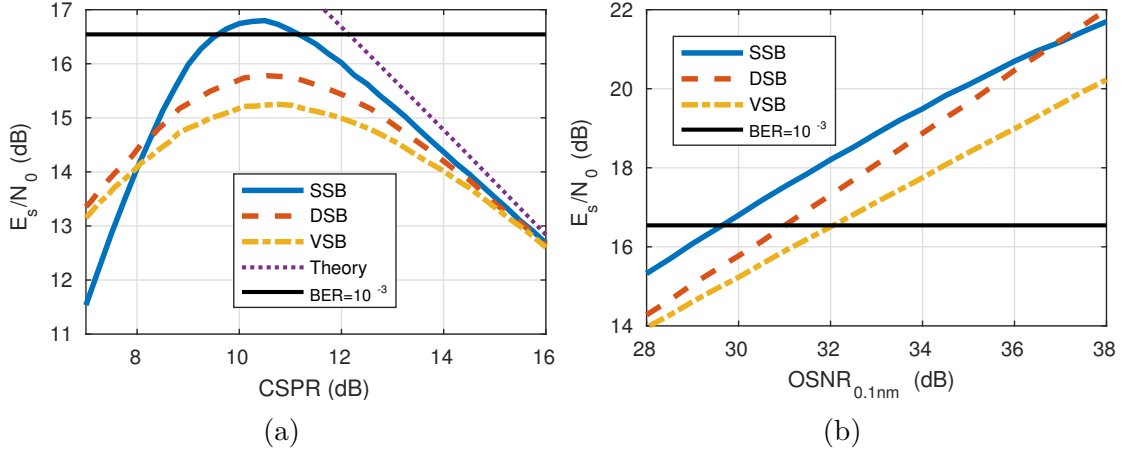 17
16
15
14
13
12
11
E_s/N_0 (dB)
8
10
12
14
16
CSPR (dB)
SSB
DSB
VSB
Theory
BER=10^-3
(a)
22
20
18
16
14
E_s/N_0 (dB)
28
30
32
34
36
38
OSNR_0.1nm (dB)
SSB
DSB
VSB
BER=10^-3
(b)